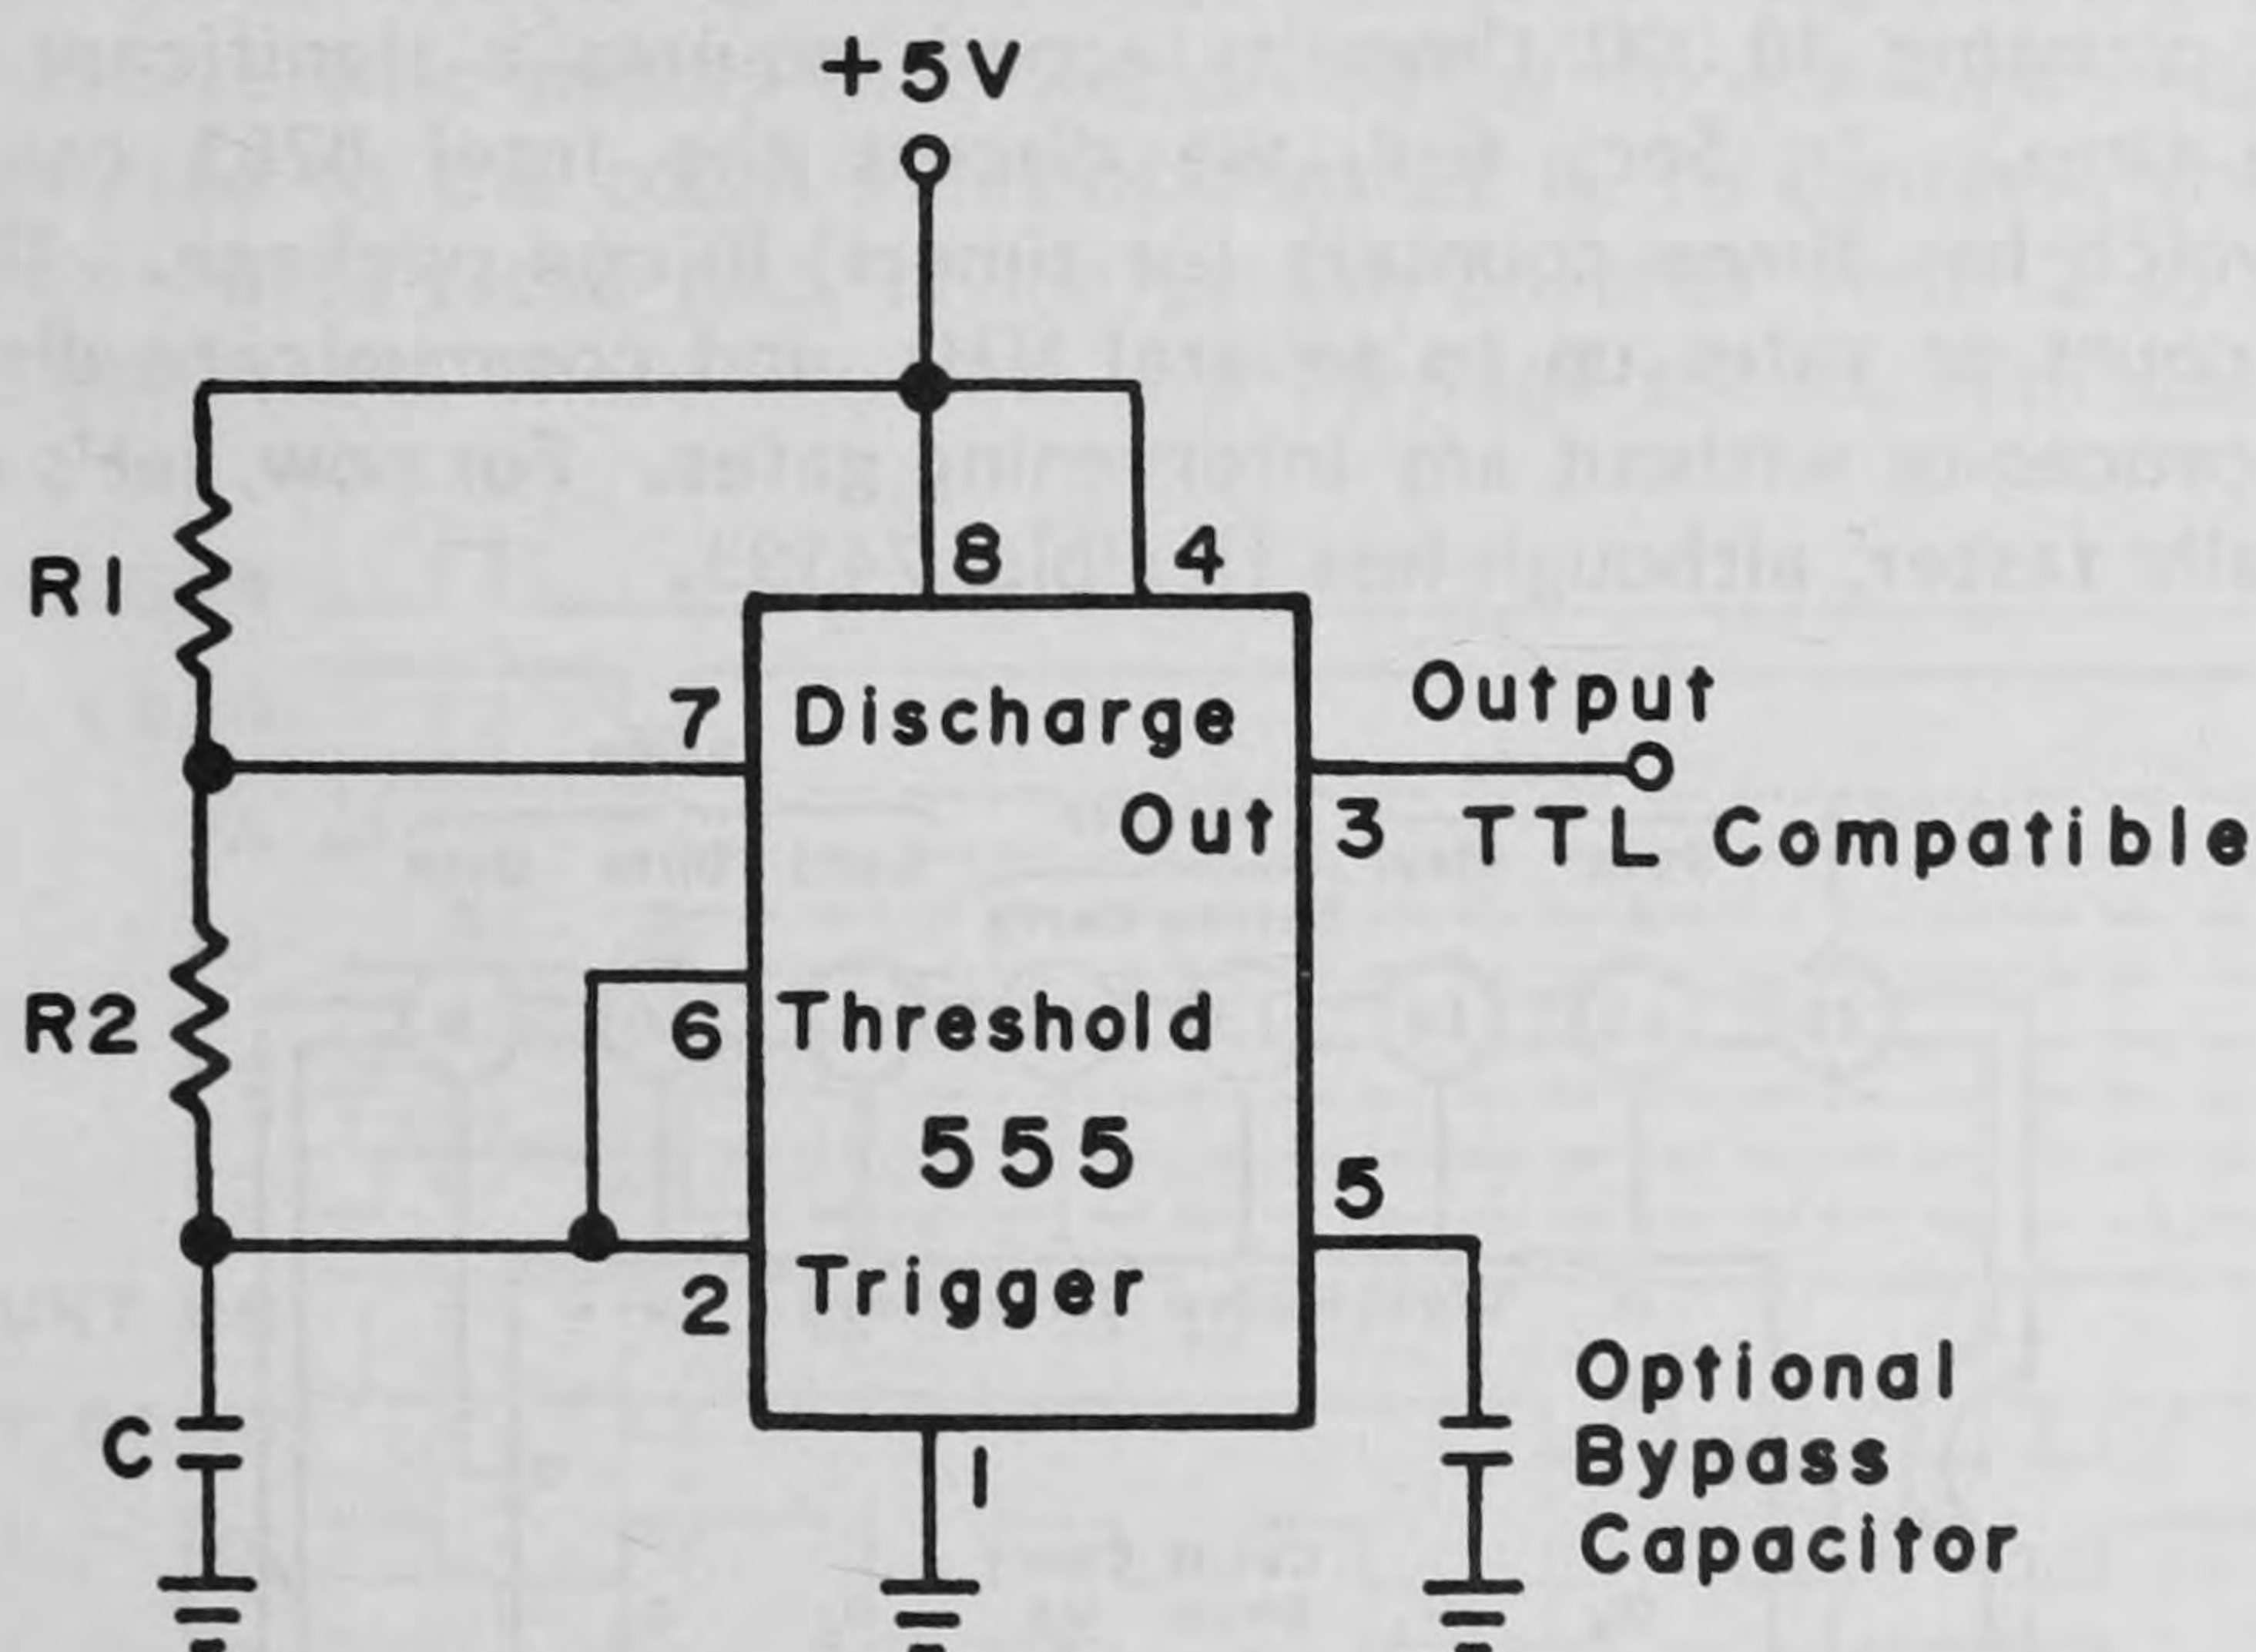 +5V
R1
8
4
7
Discharge
Output
Out
3
TTL Compatible
R2
6
Threshold
555
5
2
Trigger
C
1
Optional
Bypass
Capacitor